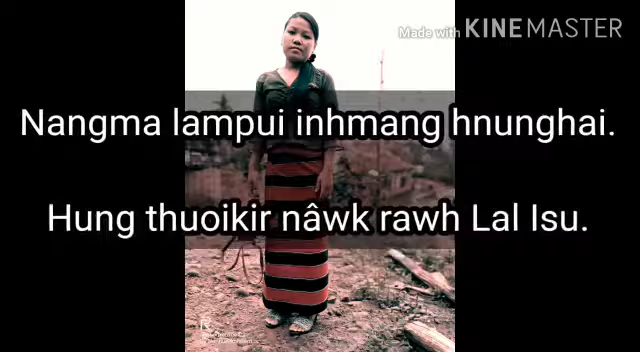 Made with KINEMASTER
Nangma lampui inhmang hnunghai.
Hung thuoikir nâwk rawh Lal Isu.